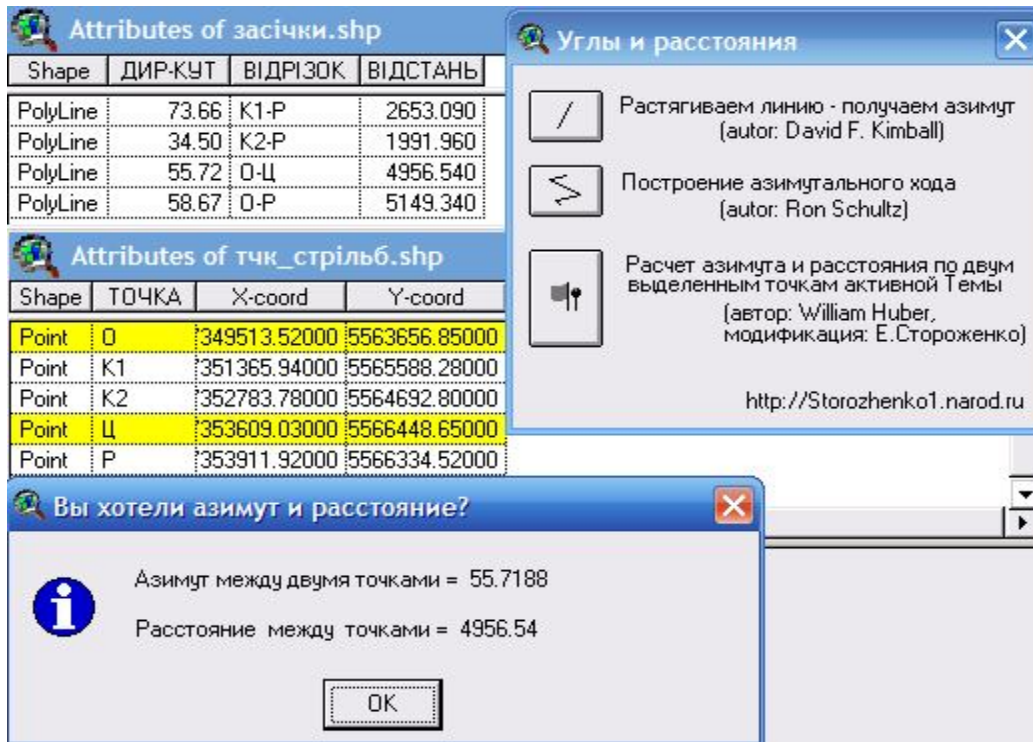 Attributes of засічки.shp
Shape ДИР-КУТ ВІДРІЗОК ВІДСТАНЬ
PolyLine 73.66 К1-Р 2653.090
PolyLine 34.50 К2-Р 1991.960
PolyLine 55.72 О-Ц 4956.540
PolyLine 58.67 О-Р 5149.340
Attributes of тчк_стрільб.shp
Shape ТОЧКА X-coord Y-coord
Point О 349513.52000 5563656.85000
Point К1 351365.94000 5565588.28000
Point К2 352783.78000 5564692.80000
Point Ц 353609.03000 5566448.65000
Point Р 353911.92000 5566334.52000
Углы и расстояния
Растягиваем линию - получаем азимут
(autor: David F. Kimball)
Построение азимутального хода
(autor: Ron Schultz)
Расчет азимута и расстояния по двум
выделенным точкам активной Темы
(автор: William Huber,
модификация: Е.Стороженко)
http://Storozhenko1.narod.ru
Вы хотели азимут и расстояние?
Азимут между двумя точками = 55.7188
Расстояние между точками = 4956.54
OK